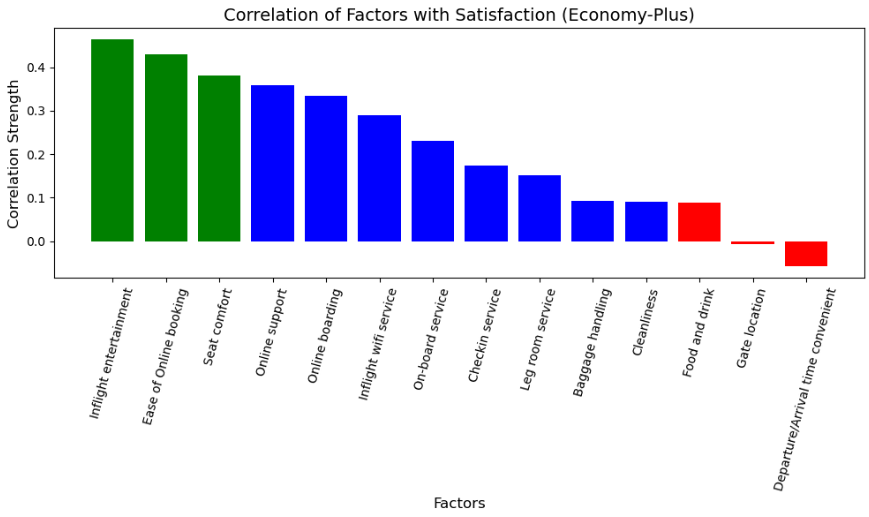 Correlation of Factors with Satisfaction (Economy-Plus)
Correlation Strength
0.4
0.3
0.2
0.1
0.0
Inflight entertainment
Ease of Online booking
Seat comfort
Online support
Online boarding
Inflight wifi service
On-board service
Checkin service
Leg room service
Baggage handling
Cleanliness
Food and drink
Gate location
Departure/Arrival time convenient
Factors